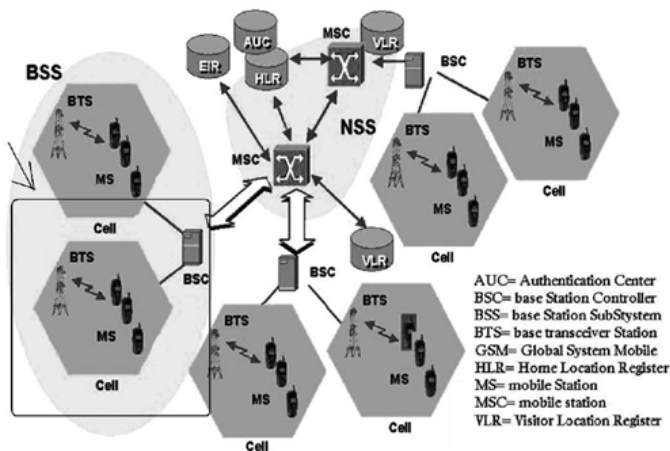 MSC
AUC
VLR
EIR
HLR
BSC
BSS
BTS
BTS
NSS
BTS
MSC
MS
MS
Cell
MS
Cell
Cell
BTS
BSC
VLR
BSC
MS
BTS
BTS
Cell
MS
MS
Cell
Cell
AUC= Authentication Center
BSC= base Station Controller
BSS= base Station SubStystem
BTS= base transceiver Station
GSM= Global System Mobile
HLR= Home Location Register
MS= mobile Station
MSC= mobile station
VLR= Visitor Location Register